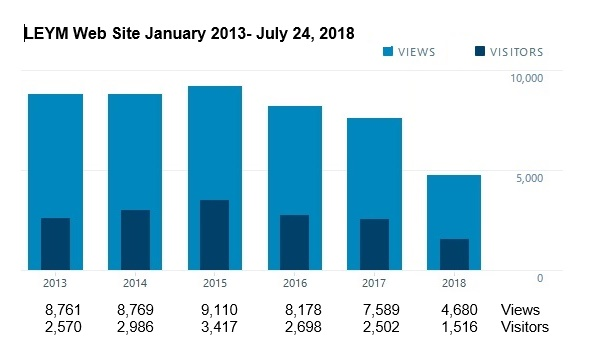 LEYM Web Site January 2013- July 24, 2018
VIEWS VISITORS
10,000
5,000
0
2013 2014 2015 2016 2017 2018
8,761 8,769 9,110 8,178 7,589 4,680 Views
2,570 2,986 3,417 2,698 2,502 1,516 Visitors